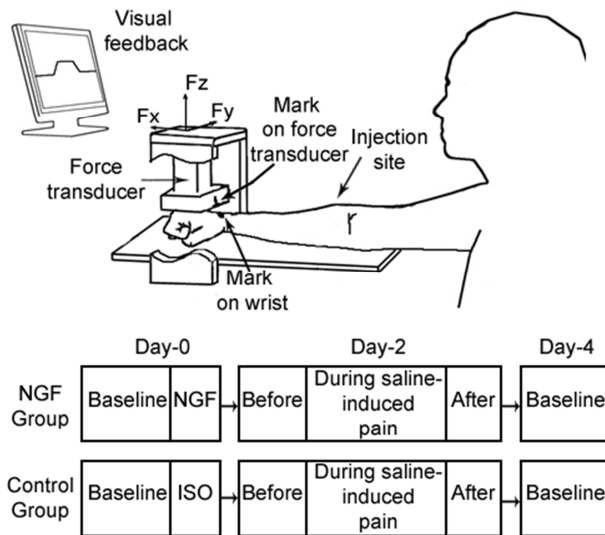 Visual
feedback
Fz
Fx
Fy
Mark
on force
transducer
Injection
site
Force
transducer
Mark
on wrist
Day-0 Day-2 Day-4
NGF
Group
Baseline NGF Before During saline-
induced
pain After Baseline
Control
Group
Baseline ISO Before During saline-
induced
pain After Baseline